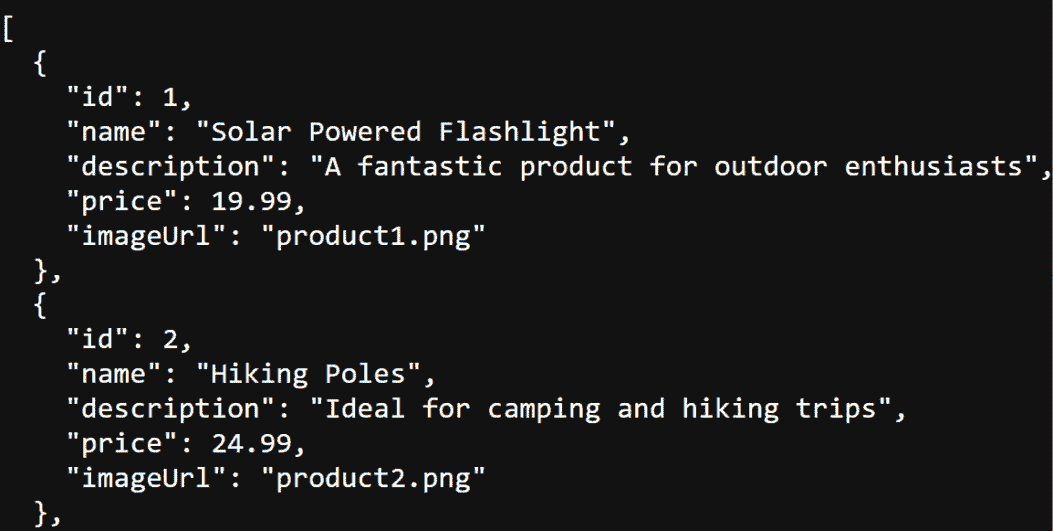 [
  {
    "id": 1,
    "name": "Solar Powered Flashlight",
    "description": "A fantastic product for outdoor enthusiasts",
    "price": 19.99,
    "imageUrl": "product1.png"
  },
  {
    "id": 2,
    "name": "Hiking Poles",
    "description": "Ideal for camping and hiking trips",
    "price": 24.99,
    "imageUrl": "product2.png"
  },